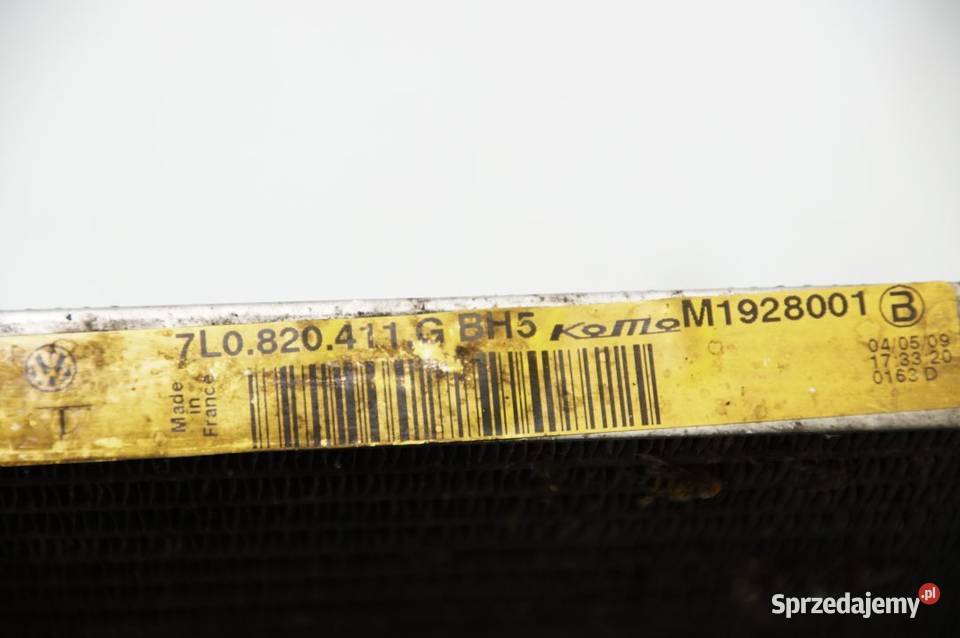 7L0.820.411.G BH5 KOMO M1928001 B
04/05/09
17:33:20
0163 D
Made in France
T
Sprzedajemy.pl